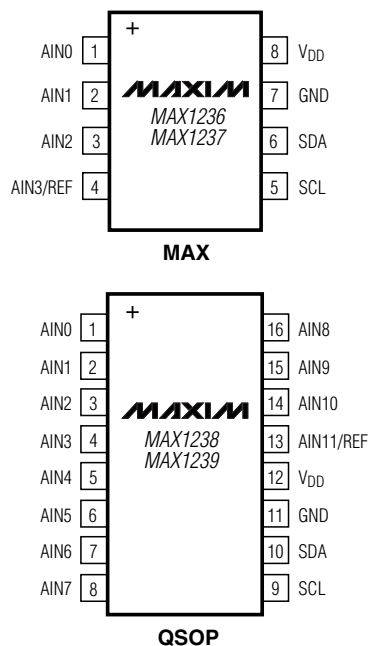 +
AIN0 1 8 VDD
AIN1 2 MAXIM 7 GND
MAX1236
AIN2 3 MAX1237 6 SDA
AIN3/REF 4 5 SCL
MAX
+
AIN0 1 16 AIN8
AIN1 2 15 AIN9
AIN2 3 MAXIM 14 AIN10
AIN3 4 MAX1238 13 AIN11/REF
MAX1239
AIN4 5 12 VDD
AIN5 6 11 GND
AIN6 7 10 SDA
AIN7 8 9 SCL
QSOP